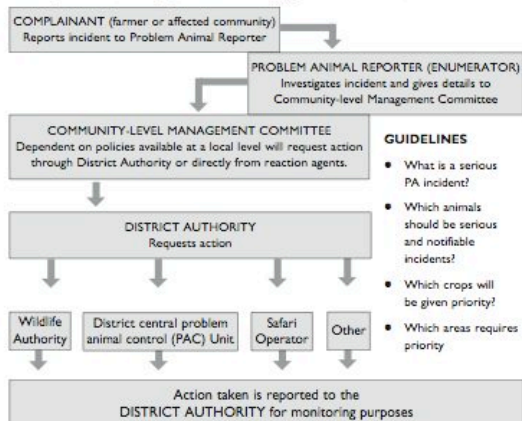 COMPLAINANT (farmer or affected community)
Reports incident to Problem Animal Reporter
PROBLEM ANIMAL REPORTER (ENUMERATOR)
Investigates incident and gives details to
Community-level Management Committee
COMMUNITY-LEVEL MANAGEMENT COMMITTEE
Dependent on policies available at a local level will request action
through District Authority or directly from reaction agents.
DISTRICT AUTHORITY
Requests action
Wildlife
Authority
District central problem
animal control (PAC) Unit
Safari
Operator
Other
Action taken is reported to the
DISTRICT AUTHORITY for monitoring purposes
GUIDELINES
• What is a serious
PA incident?
• Which animals
should be serious
and notifiable
incidents?
• Which crops will
be given priority?
• Which areas requires
priority